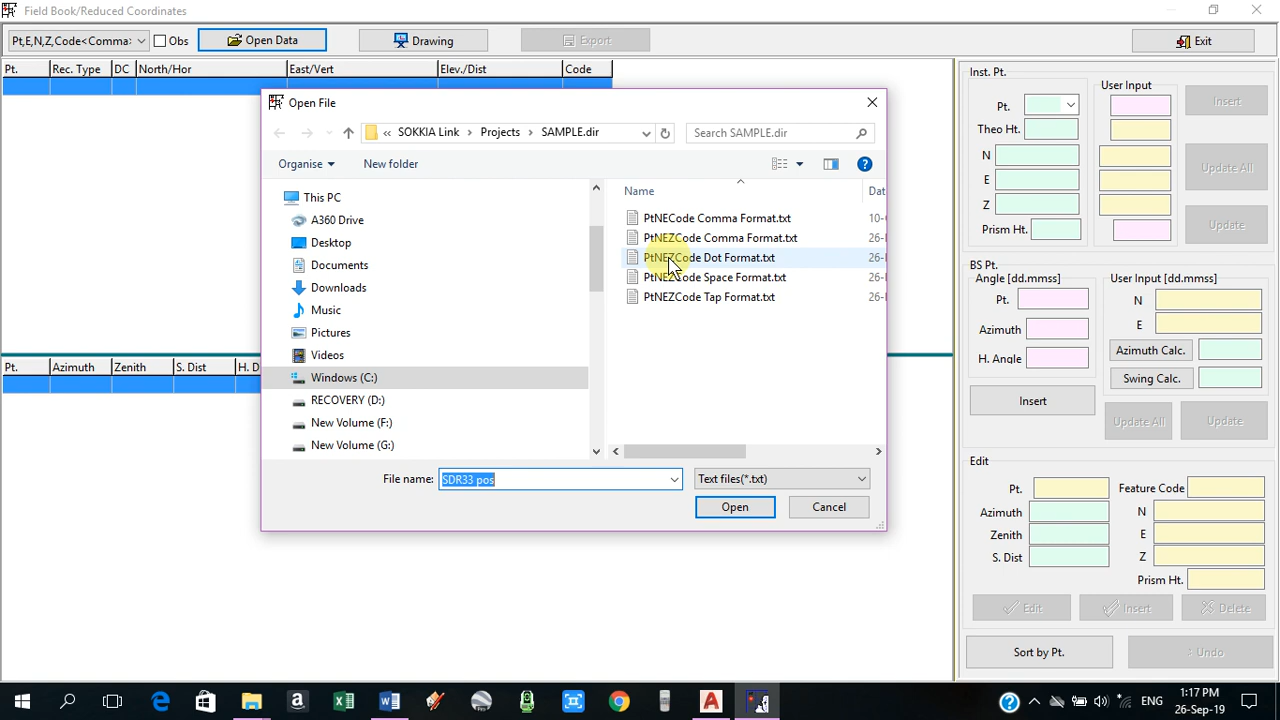 Field Book/Reduced Coordinates
Pt,E,N,Z,Code<Comma>
Obs
Open Data
Drawing
Export
Exit
Pt. Rec. Type DC North/Hor East/Vert Elev./Dist Code
Open File
« SOKKIA Link › Projects › SAMPLE.dir
Search SAMPLE.dir
Organise
New folder
This PC
A360 Drive
Desktop
Documents
Downloads
Music
Pictures
Videos
Windows (C:)
RECOVERY (D:)
New Volume (F:)
New Volume (G:)
Name
PtNECode Comma Format.txt 10-
PtNEZCode Comma Format.txt 26-
PtNEZCode Dot Format.txt 26-
PtNEZCode Space Format.txt 26-
PtNEZCode Tap Format.txt 26-
File name: SDR33 pos
Text files(*.txt)
Open
Cancel
Pt. Azimuth Zenith S. Dist H. D
Inst. Pt.
User Input
Pt.
Theo Ht.
N
E
Z
Prism Ht.
Insert
Update All
Update
BS Pt.
Angle [dd.mmss]
User Input [dd.mmss]
Pt.
Azimuth
H. Angle
N
E
Azimuth Calc.
Swing Calc.
Insert
Update All
Update
Edit
Pt.
Feature Code
Azimuth
N
Zenith
E
S. Dist
Z
Prism Ht.
Edit
Insert
Delete
Sort by Pt.
Undo
ENG
1:17 PM
26-Sep-19